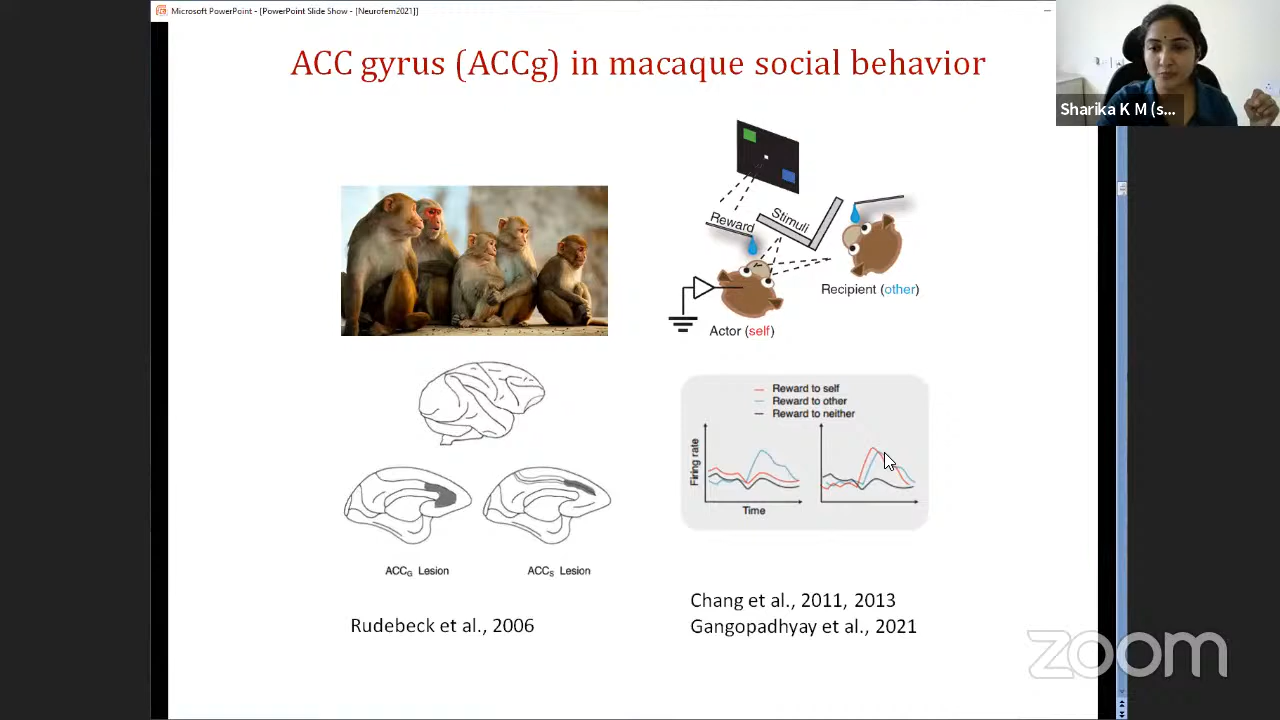 Microsoft PowerPoint - [PowerPoint Slide Show - [Neurofem2021]]
ACC gyrus (ACCg) in macaque social behavior
Sharika K M (s...
Reward
Stimuli
Recipient (other)
Actor (self)
Reward to self
Reward to other
Reward to neither
Firing rate
Time
ACCG Lesion
ACCS Lesion
Rudebeck et al., 2006
Chang et al., 2011, 2013
Gangopadhyay et al., 2021
zoom